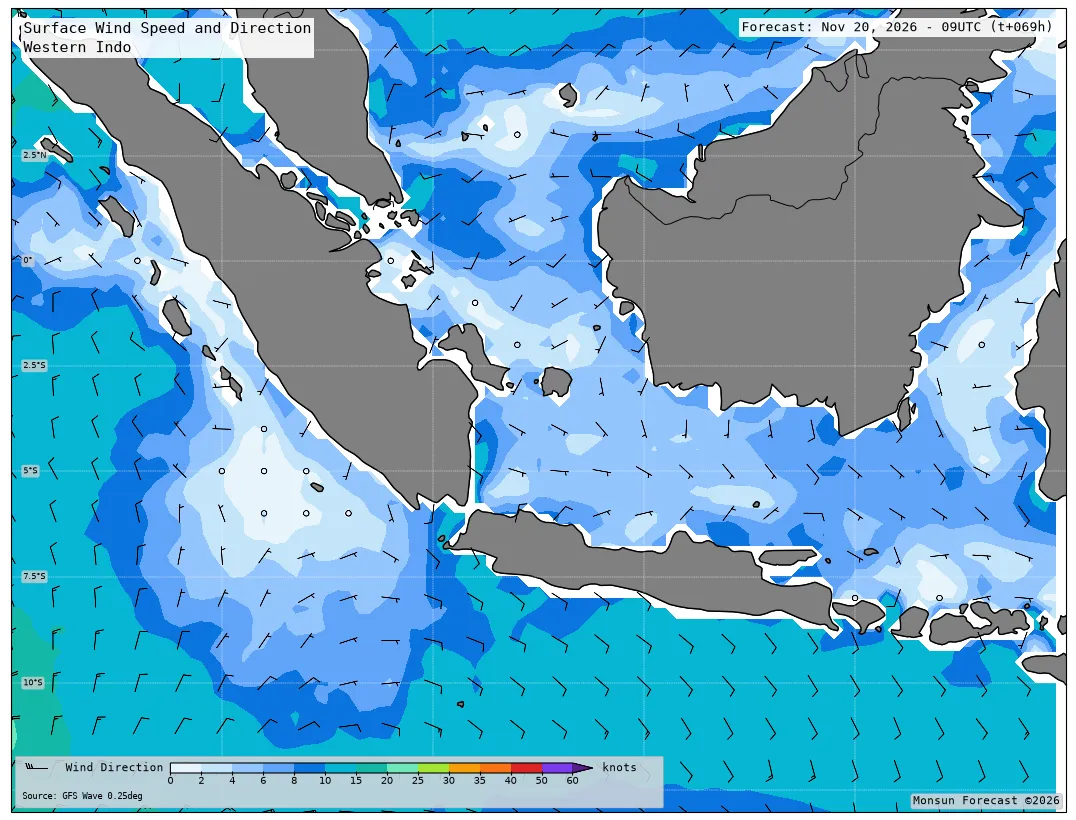 Surface Wind Speed and Direction
Western Indo
Forecast: Nov 20, 2026 - 09UTC (t+069h)
2.5°N
0°
2.5°S
5°S
7.5°S
10°S
Wind Direction
knots
0 2 4 6 8 10 15 20 25 30 35 40 50 60
Source: GFS Wave 0.25deg
Monsun Forecast ©2026